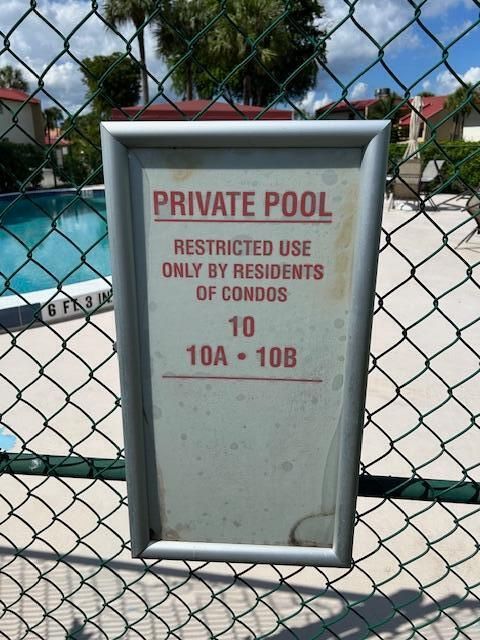 PRIVATE POOL
RESTRICTED USE
ONLY BY RESIDENTS
OF CONDOS
10
10A • 10B
6 FT. 3 IN